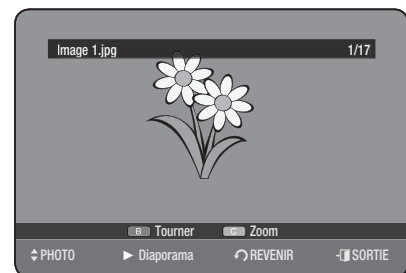 Image 1.jpg 1/17
B Tourner C Zoom
PHOTO Diaporama REVENIR SORTIE